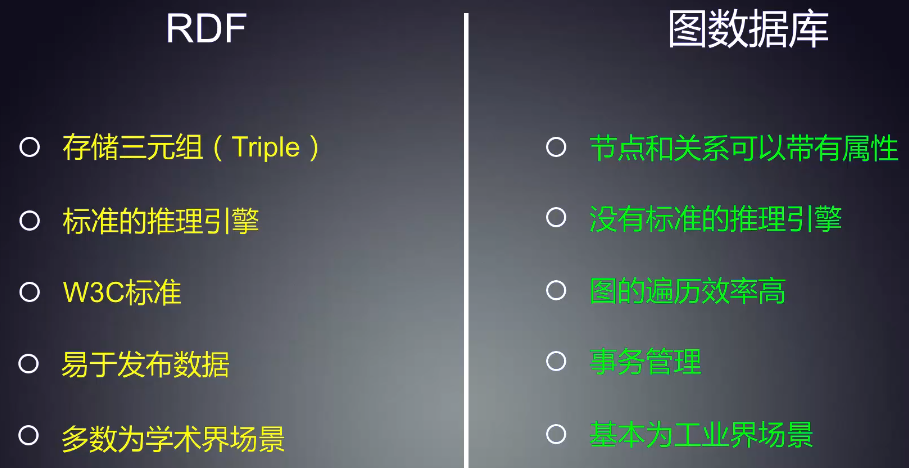 RDF
存储三元组（Triple）
标准的推理引擎
W3C标准
易于发布数据
多数为学术界场景
图数据库
节点和关系可以带有属性
没有标准的推理引擎
图的遍历效率高
事务管理
基本为工业界场景